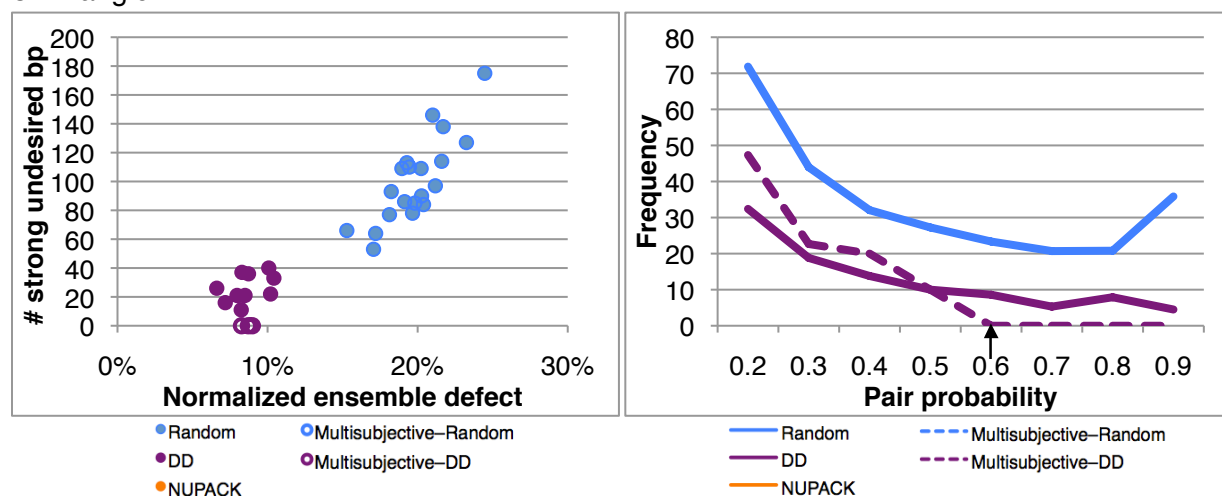 200
180
160
140
120
100
80
60
40
20
0
# strong undesired bp
0% 10% 20% 30%
Normalized ensemble defect
Random Multisubjective–Random
DD Multisubjective–DD
NUPACK
80
70
60
50
40
30
20
10
0
Frequency
0.2 0.3 0.4 0.5 0.6 0.7 0.8 0.9
Pair probability
Random Multisubjective–Random
DD Multisubjective–DD
NUPACK